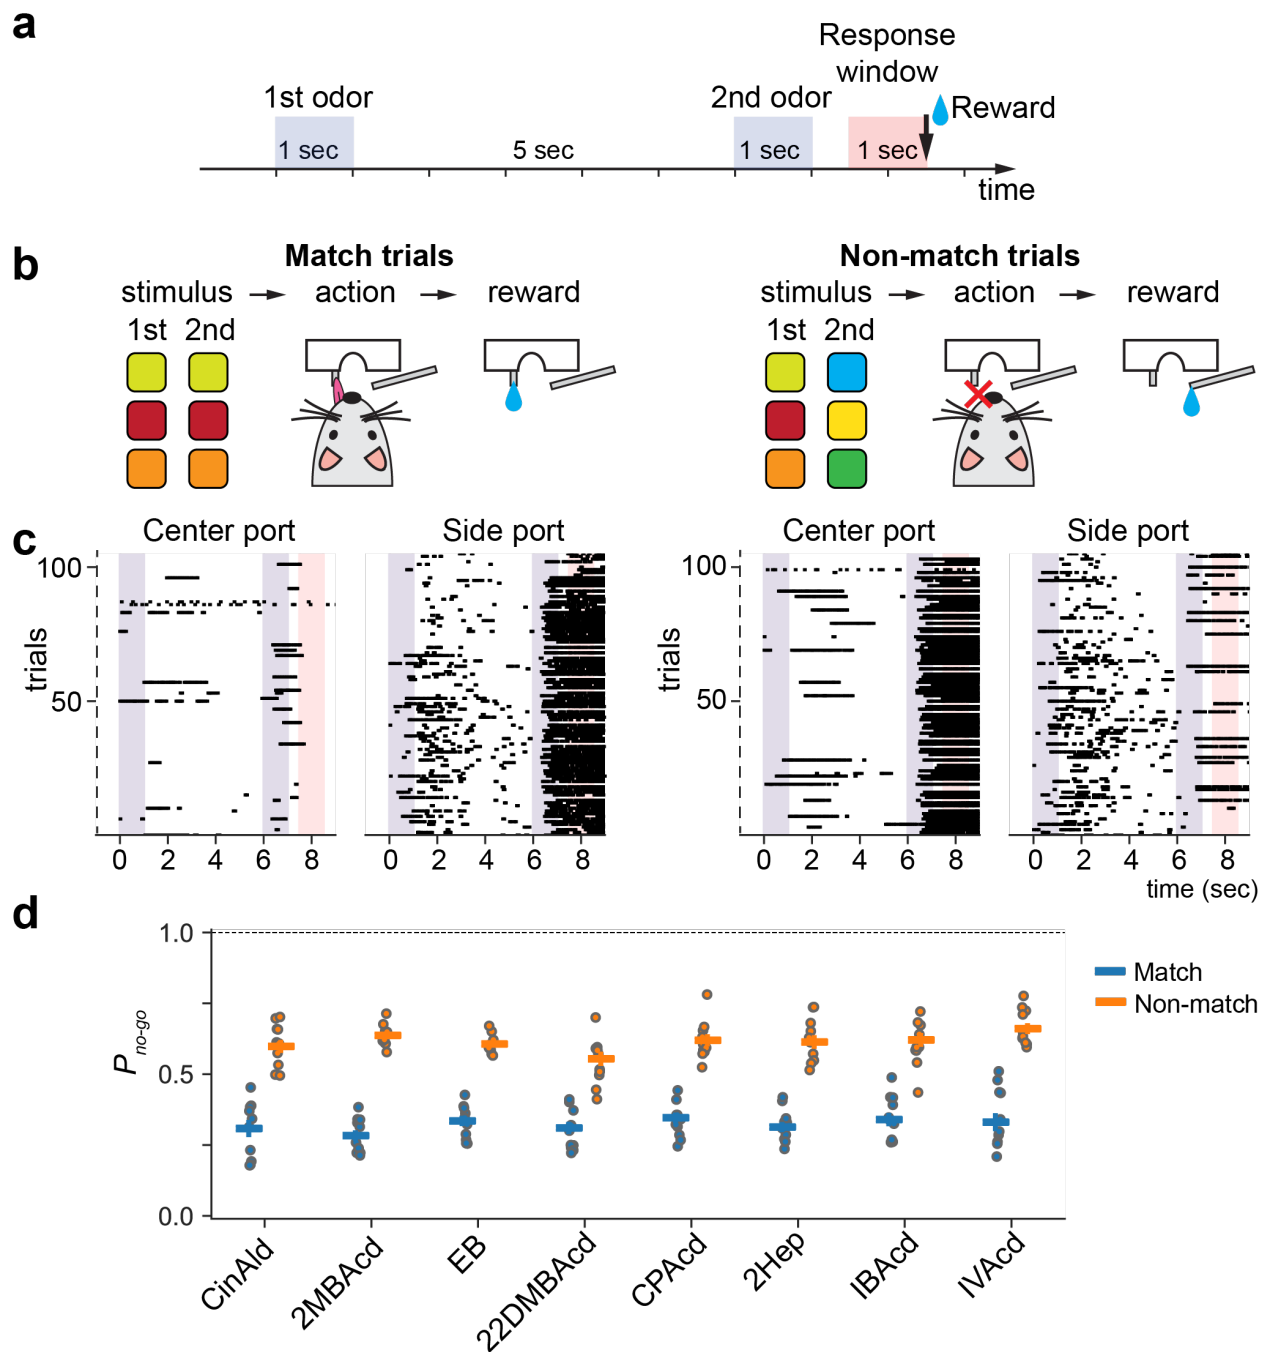 a
Response
window
1st odor
2nd odor
Reward
1 sec
5 sec
1 sec
1 sec
time
b
Match trials
Non-match trials
stimulus action reward
stimulus action reward
1st 2nd
1st 2nd
c
Center port
Side port
Center port
Side port
100
50
trials
100
50
trials
0 2 4 6 8
0 2 4 6 8
0 2 4 6 8
0 2 4 6 8
time (sec)
d
1.0
0.5
0.0
P no-go
Match
Non-match
CinAld
2MBAcd
EB
22DMBAcd
CPAcd
2Hep
IBAcd
IVAcd